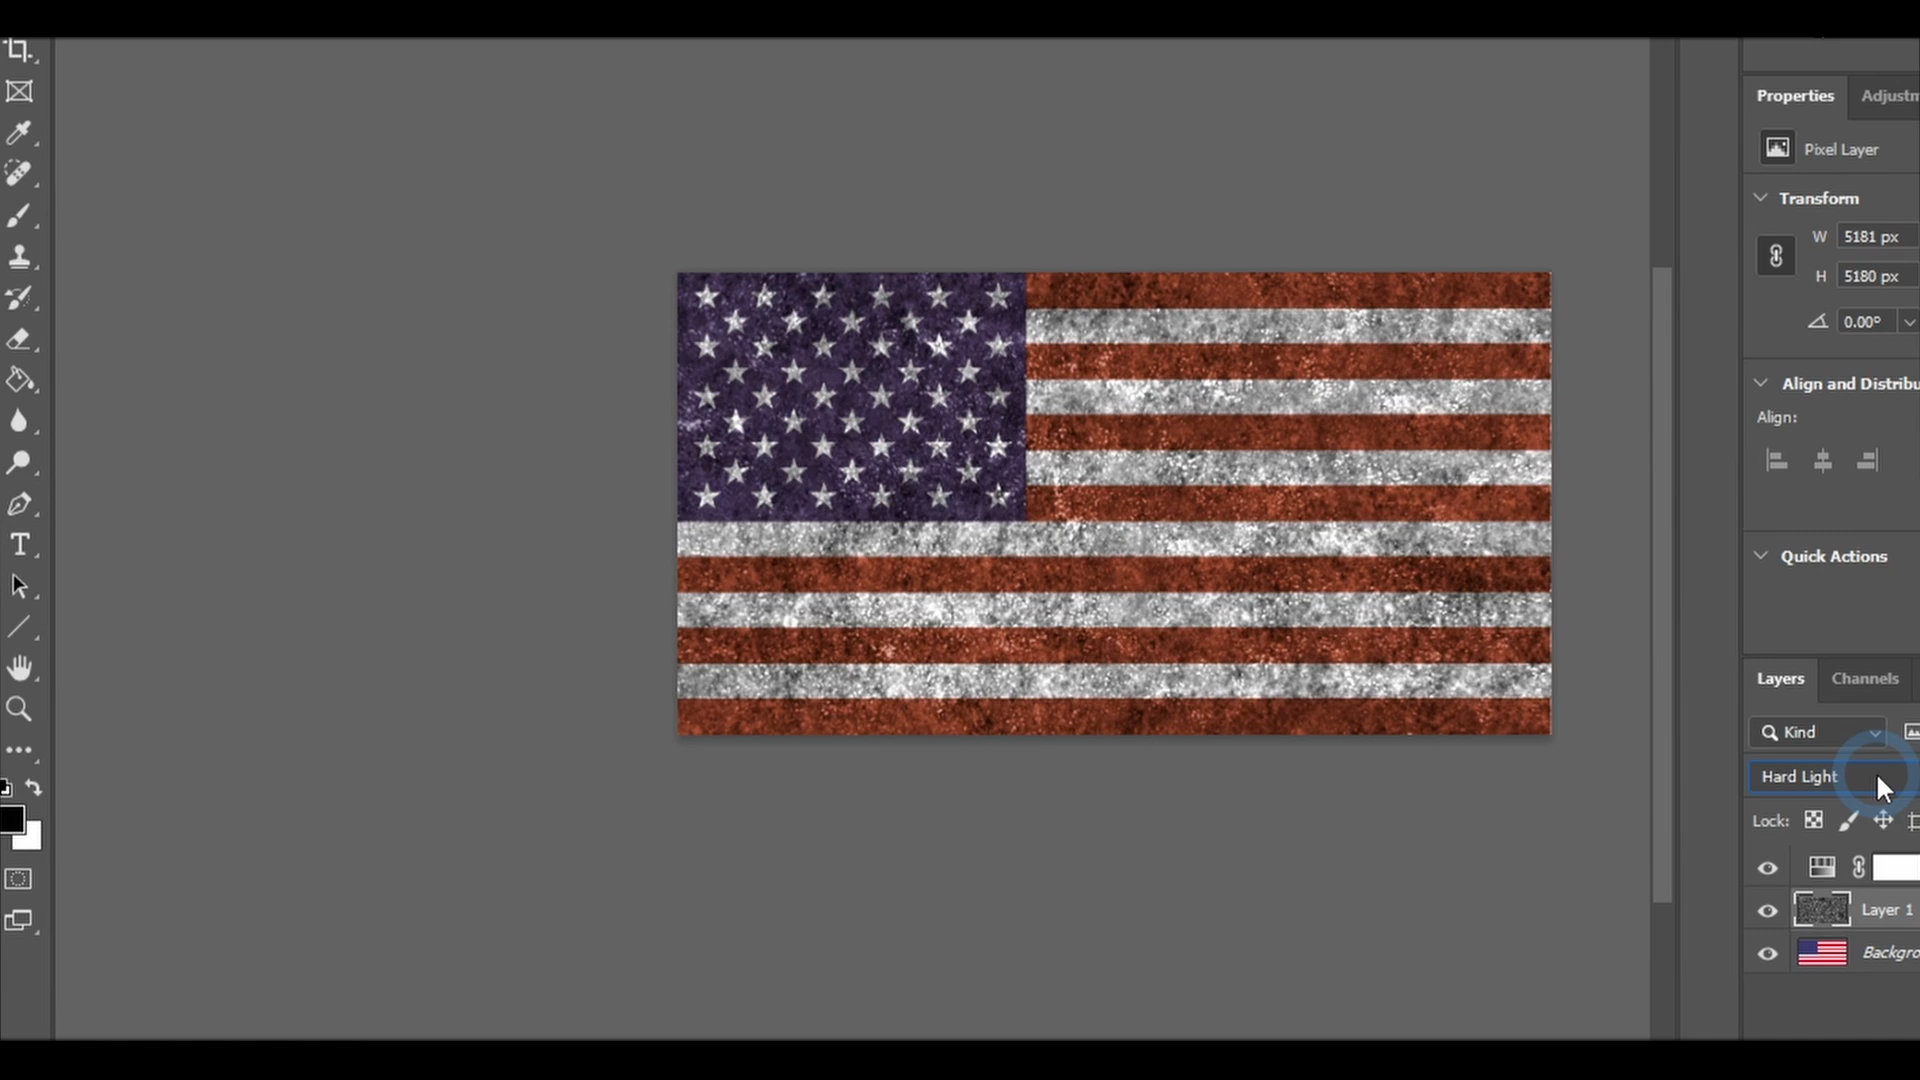 Properties Adjustm
Pixel Layer
Transform
W 5181 px
H 5180 px
0.00°
Align and Distribu
Align:
Quick Actions
Layers Channels
Kind
Hard Light
Lock:
Layer 1
Backgro
T